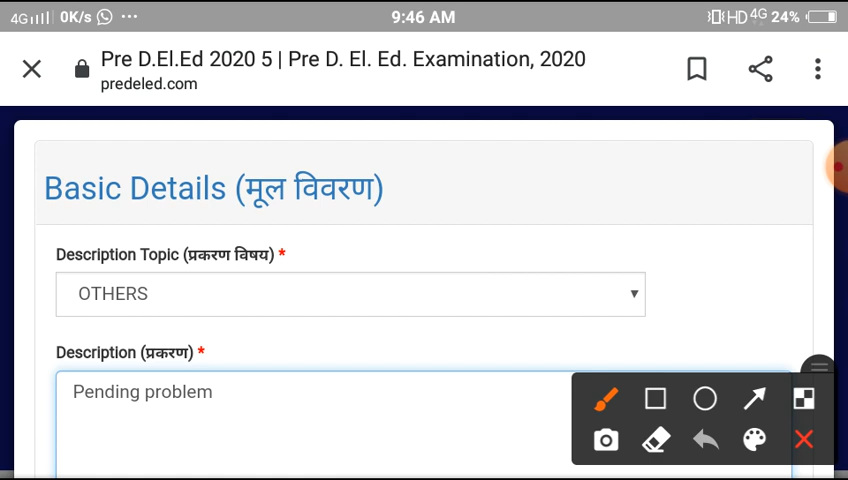 4G 0K/s ... 9:46 AM HD 4G 24%
Pre D.El.Ed 2020 5 | Pre D. El. Ed. Examination, 2020
predeled.com
Basic Details (मूल विवरण)
Description Topic (प्रकरण विषय) *
OTHERS
Description (प्रकरण) *
Pending problem